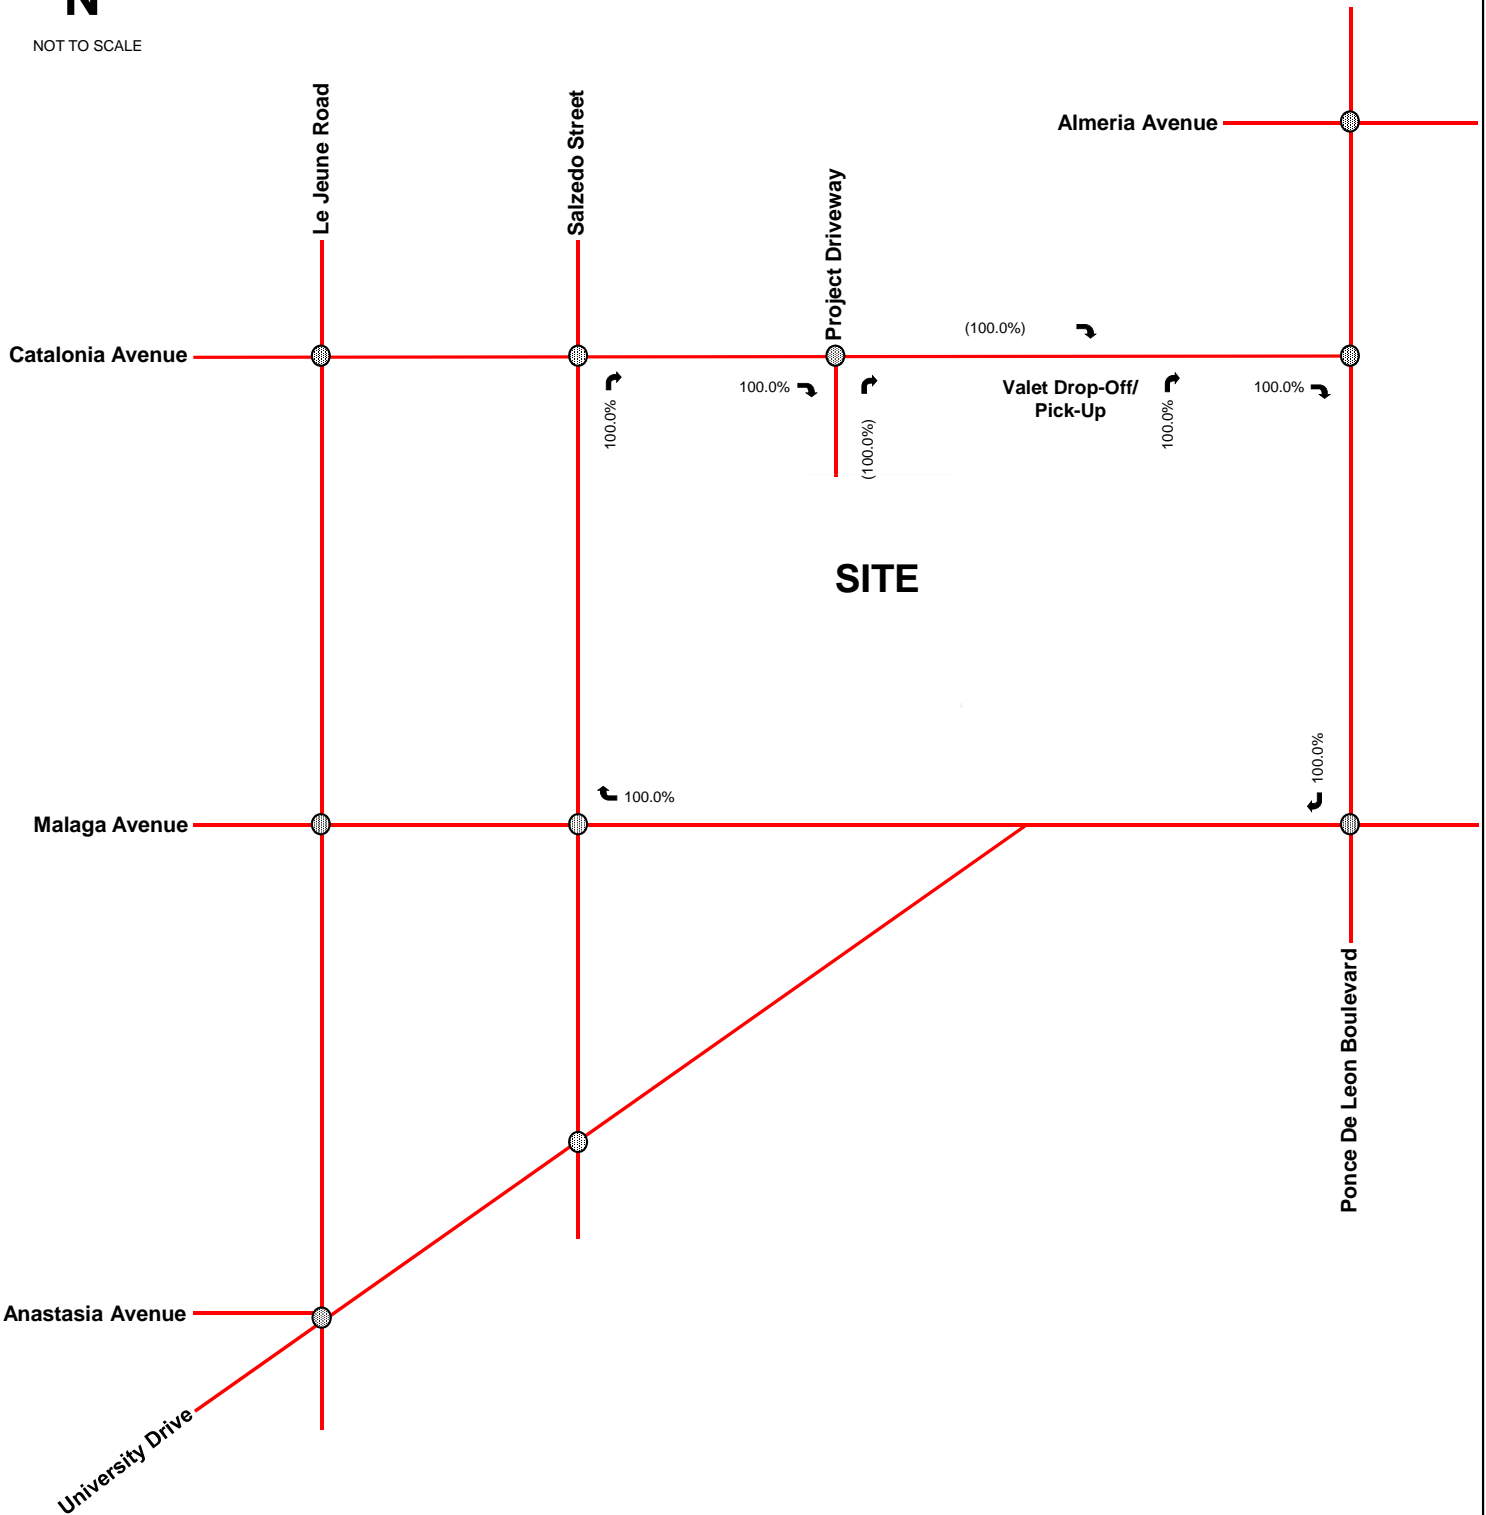 N
NOT TO SCALE
Le Jeune Road
Salzedo Street
Almeria Avenue
Project Driveway
(100.0%)
Catalonia Avenue
100.0%
100.0%
(100.0%)
Valet Drop-Off/
Pick-Up
100.0%
100.0%
SITE
100.0%
100.0%
Malaga Avenue
Ponce De Leon Boulevard
Anastasia Avenue
University Drive